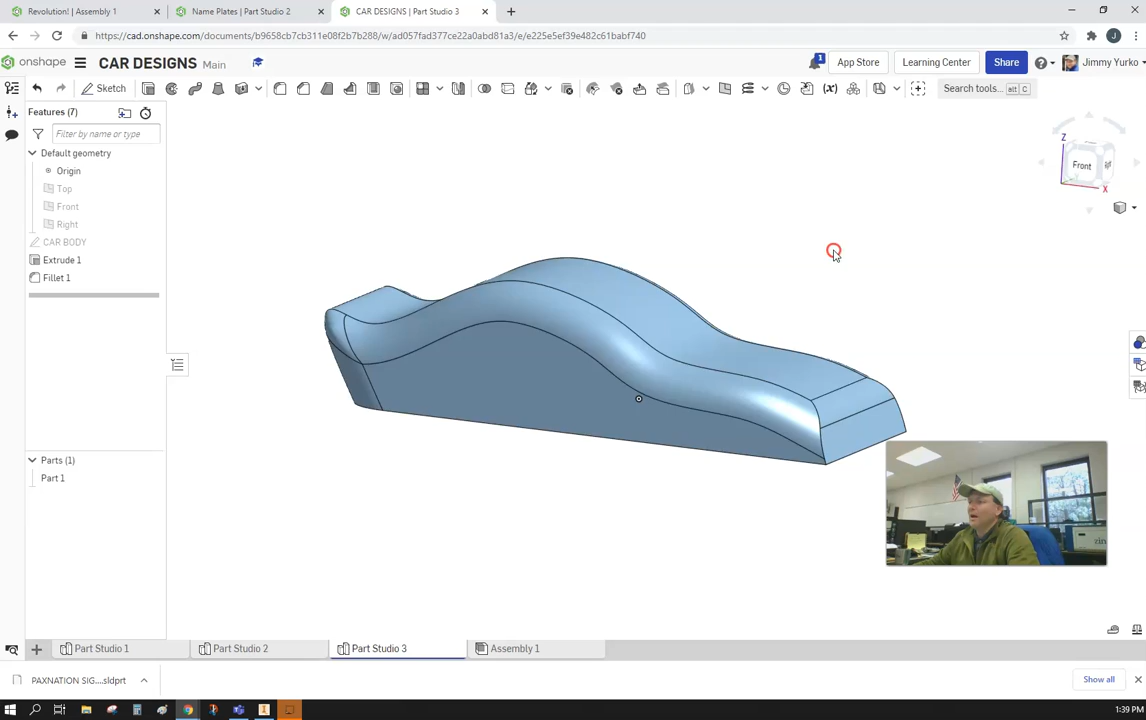 Revolution! | Assembly 1
Name Plates | Part Studio 2
CAR DESIGNS | Part Studio 3
https://cad.onshape.com/documents/b9658cb7cb311e08f2b7b288/w/ad057fad377ce22a0abd81a3/e/e225e5ef39e482c61babf740
onshape
CAR DESIGNS
Main
1
App Store
Learning Center
Share
Jimmy Yurko
Sketch
Search tools...
alt
c
Features (7)
Filter by name or type
Default geometry
Origin
Top
Front
Right
CAR BODY
Extrude 1
Fillet 1
Z
Front
X
Parts (1)
Part 1
Part Studio 1
Part Studio 2
Part Studio 3
Assembly 1
PAXNATION SIG....sldprt
Show all
1:39 PM